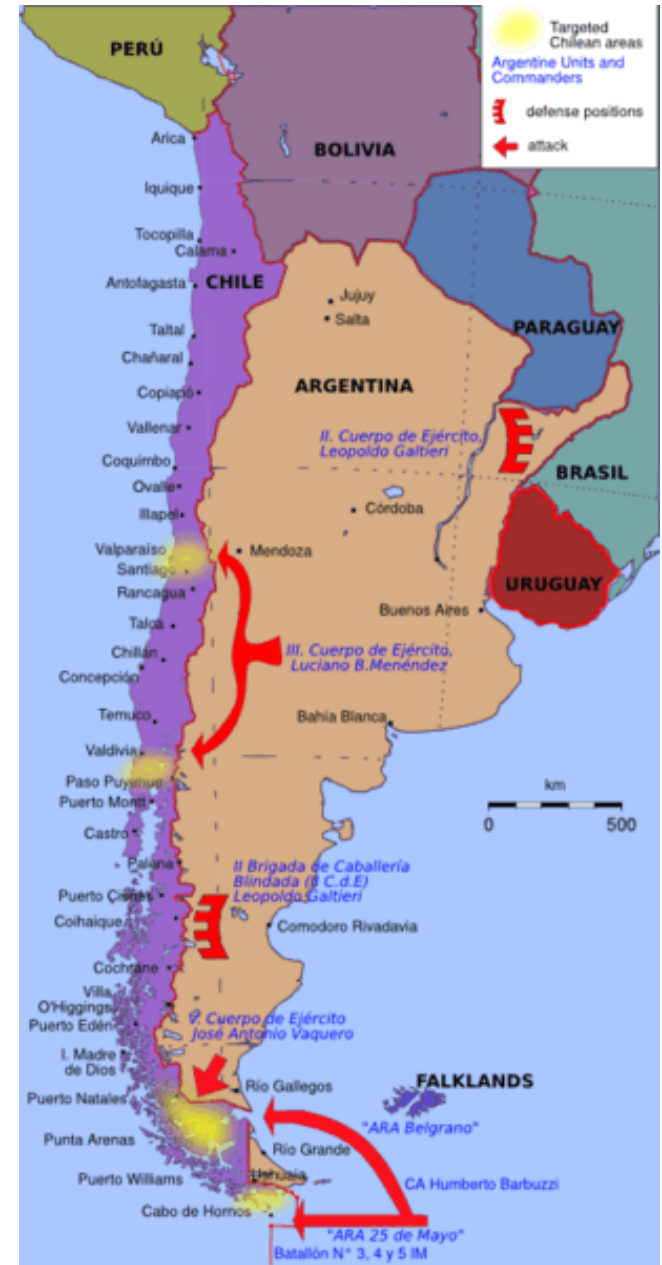 Targeted
Chilean areas
Argentine Units and
Commanders
defense positions
attack
PERÚ
BOLIVIA
Arica
Iquique
Tocopilla
Calama
Antofagasta
CHILE
Jujuy
Salta
PARAGUAY
Taltal
Chañaral
ARGENTINA
Copiapó
Vallenar
II. Cuerpo de Ejército,
Leopoldo Galtieri
Coquimbo
BRASIL
Ovalle
Illapel
Córdoba
Valparaíso
Mendoza
Santiago
URUGUAY
Rancagua
Buenos Aires
Talca
Chillán
III. Cuerpo de Ejército,
Luciano B.Menéndez
Concepción
Temuco
Bahia Blanca
Valdivia
Paso Puyehue
km
Puerto Montt
0 500
Castro
Palena
II Brigada de Caballería
Blindada (II C.d.E)
Leopoldo Galtieri
Puerto Cisnes
Coihaique
Comodoro Rivadavia
Cochrane
Villa
O'Higgings
V. Cuerpo de Ejército
José Antonio Vaquero
Puerto Edén
I. Madre
de Dios
Río Gallegos
FALKLANDS
Puerto Natales
"ARA Belgrano"
Punta Arenas
Río Grande
Puerto Williams
Ushuaia
CA Humberto Barbuzzi
Cabo de Hornos
"ARA 25 de Mayo"
Batallón N° 3, 4 y 5 IM